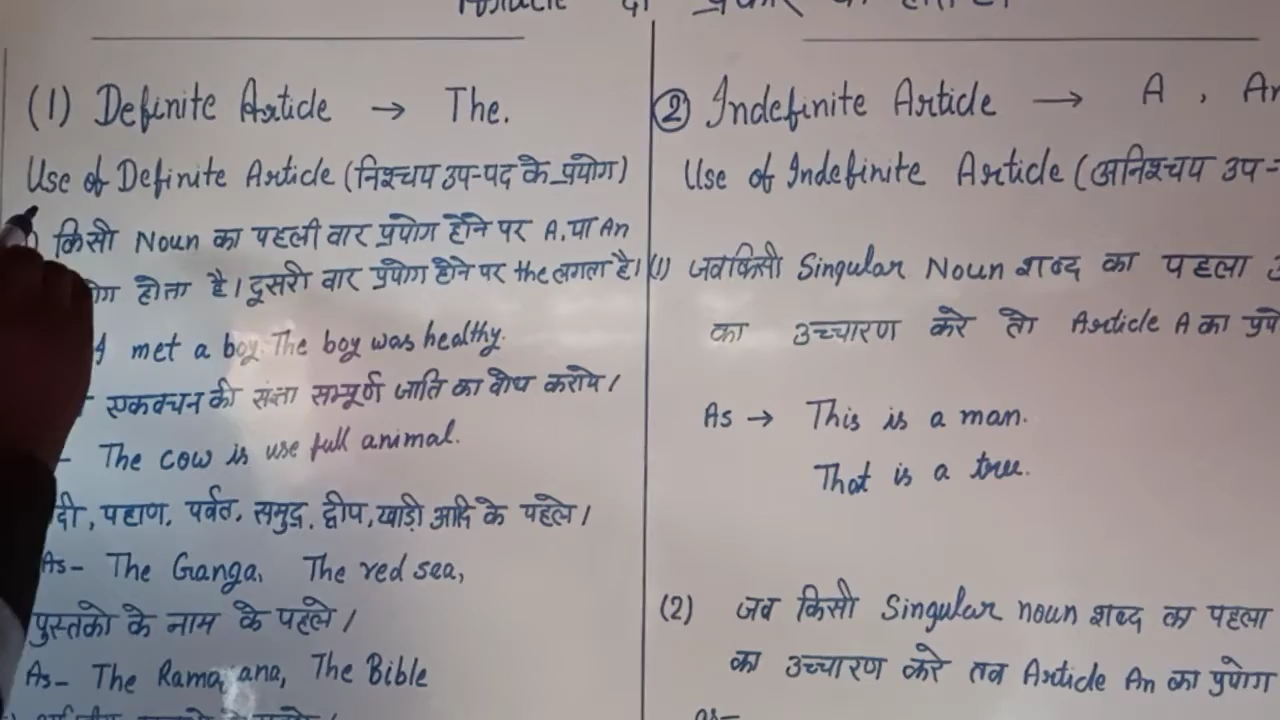 Article दो प्रकार के होते है।
(1) Definite Article → The.
Use of Definite Article (निश्चय उप-पद के प्रयोग)
किसी Noun का पहली वार प्रयोग होने पर A, या An
होता है। दूसरी वार प्रयोग होने पर the लगता है।
I met a boy. The boy was healthy.
एकवचन की संज्ञा सम्पूर्ण जाति का बोध कराये।
- The cow is use full animal.
पर्वत, समुद्र, द्वीप, खाड़ी आदि के पहले।
As- The Ganga, The red sea,
पुस्तको के नाम के पहले।
As- The Rama ana, The Bible
② Indefinite Article → A, An
Use of Indefinite Article (अनिश्चय उप-
(1) जब किसी Singular Noun शब्द का पहला
का उच्चारण करे तो Article A का
As → This is a man.
That is a tree.
(2) जब किसी Singular noun शब्द का पहला
का उच्चारण करे तब Article An का प्रयोग
as-